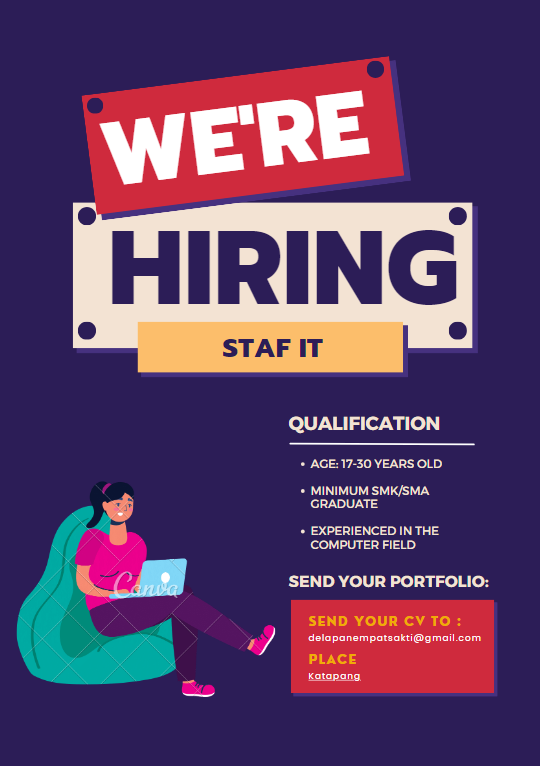 WE'RE
HIRING
STAF IT
QUALIFICATION
• AGE: 17-30 YEARS OLD
• MINIMUM SMK/SMA
GRADUATE
• EXPERIENCED IN THE
COMPUTER FIELD
Canva
SEND YOUR PORTFOLIO:
SEND YOUR CV TO :
delapanempatsakti@gmail.com
PLACE
Katapang